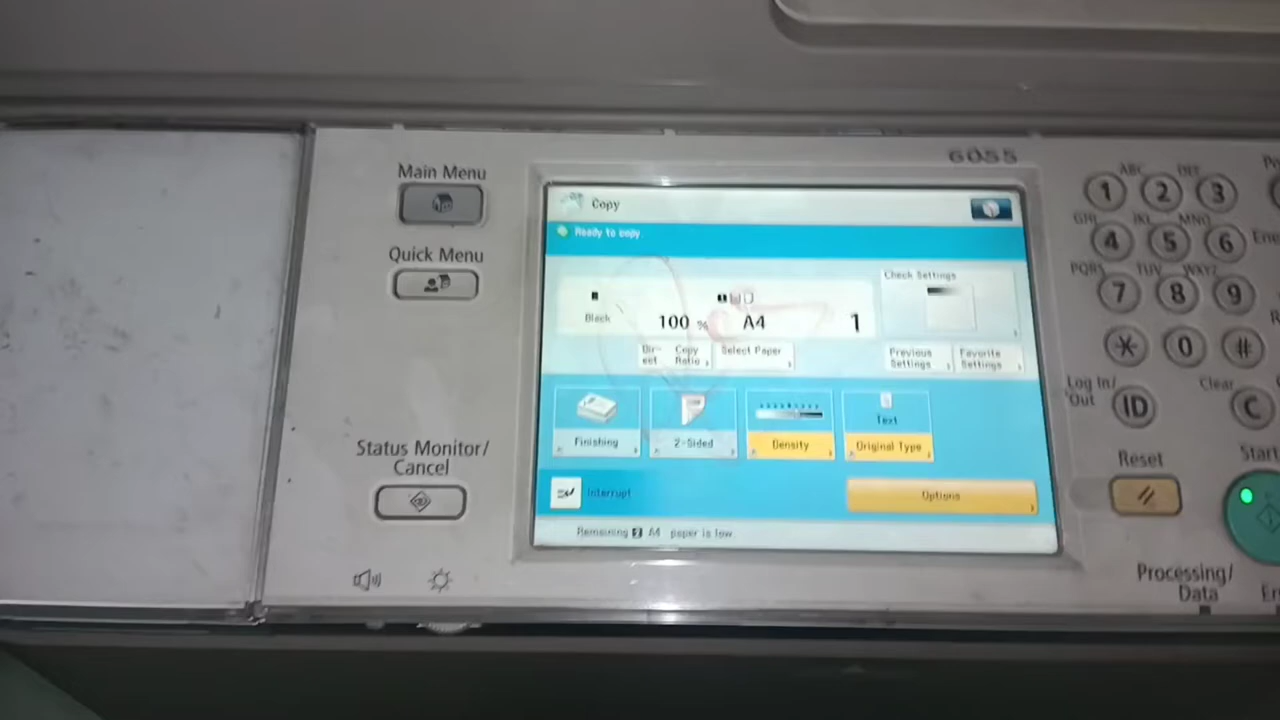 6055
Main Menu
Quick Menu
Status Monitor/
Cancel
Copy
Ready to copy
Check Settings
Black
100 %
A4
1
Di-
ect
Copy
Ratio
Select Paper
Previous
Settings
Favorite
Settings
Finishing
2-Sided
Density
Text
Original Type
Interrupt
Options
Remaining 2 A4 paper is low
ABC DEF
1 2 3
GHI JKL MNO
4 5 6
PQRS TUV WXYZ
7 8 9
* 0 #
Log In/
Out
ID
Clear
C
Reset
Start
Processing/
Data